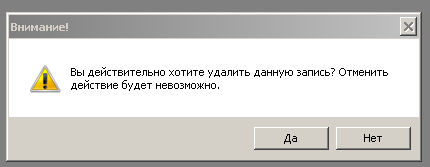 Внимание!
Вы действительно хотите удалить данную запись? Отменить
действие будет невозможно.
Да
Нет